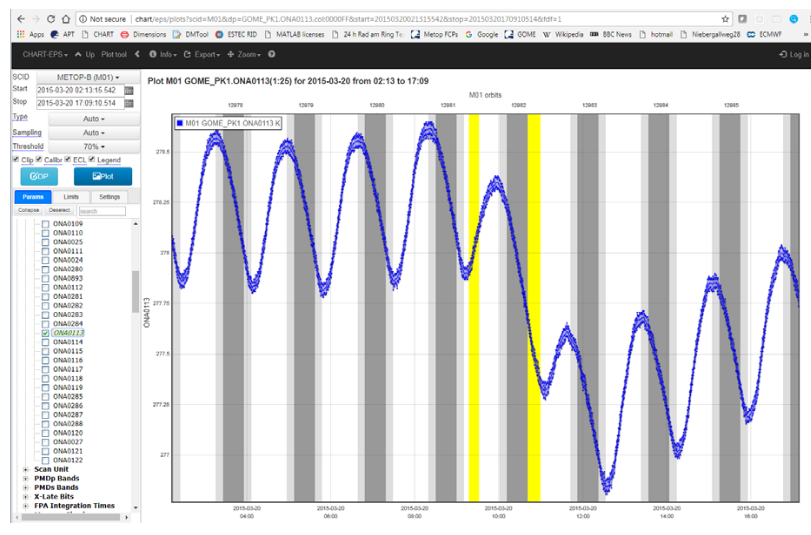 Not secure | chart/eps/plots?scid=M01&dp=GOME_PK1.ONA0113.col:0000FF&start=20150320021315542&stop=20150320170910514&fdf=1
Apps APT CHART Dimensions DMTool ESTEC RID MATLAB licenses 24 h Rad am Ring Te Metop FCPs Google GOME W Wikipedia BBC News hotmail Niebergallweg28 ECMWF »
CHART-EPS Up Plot tool Info Export Zoom Log in
SCID METOP-B (M01)
Start 2015-03-20 02:13:15.542
Stop 2015-03-20 17:09:10.514
Type Auto
Sampling Auto
Threshold 70%
Clip Calibr ECL Legend
DP Plot
Params Limits Settings
Collapse Deselect search
ONA0109
ONA0110
ONA0025
ONA0111
ONA0024
ONA0280
ONA0893
ONA0112
ONA0281
ONA0282
ONA0283
ONA0284
ONA0113
ONA0114
ONA0115
ONA0116
ONA0117
ONA0118
ONA0119
ONA0285
ONA0286
ONA0287
ONA0288
ONA0120
ONA0027
ONA0121
ONA0122
Scan Unit
PMDp Bands
PMDs Bands
X-Late Bits
FPA Integration Times
Plot M01 GOME_PK1.ONA0113(1:25) for 2015-03-20 from 02:13 to 17:09
M01 orbits
12978 12979 12980 12981 12982 12983 12984 12985
M01 GOME_PK1 ONA0113 K
278.5
278.25
278
277.75
277.5
277.25
277
ONA0113
2015-03-20 2015-03-20 2015-03-20 2015-03-20 2015-03-20 2015-03-20 2015-03-20
04:00 06:00 08:00 10:00 12:00 14:00 16:00